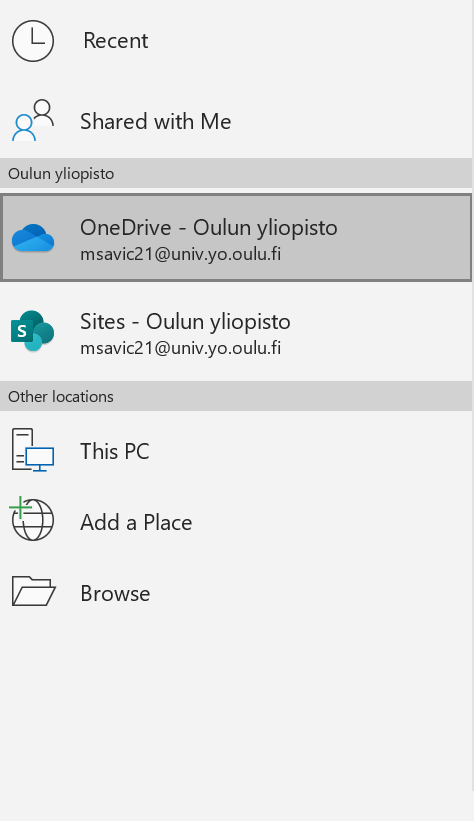 Recent
Shared with Me
Oulun yliopisto
OneDrive - Oulun yliopisto
msavic21@univ.yo.oulu.fi
S
Sites - Oulun yliopisto
msavic21@univ.yo.oulu.fi
Other locations
This PC
Add a Place
Browse